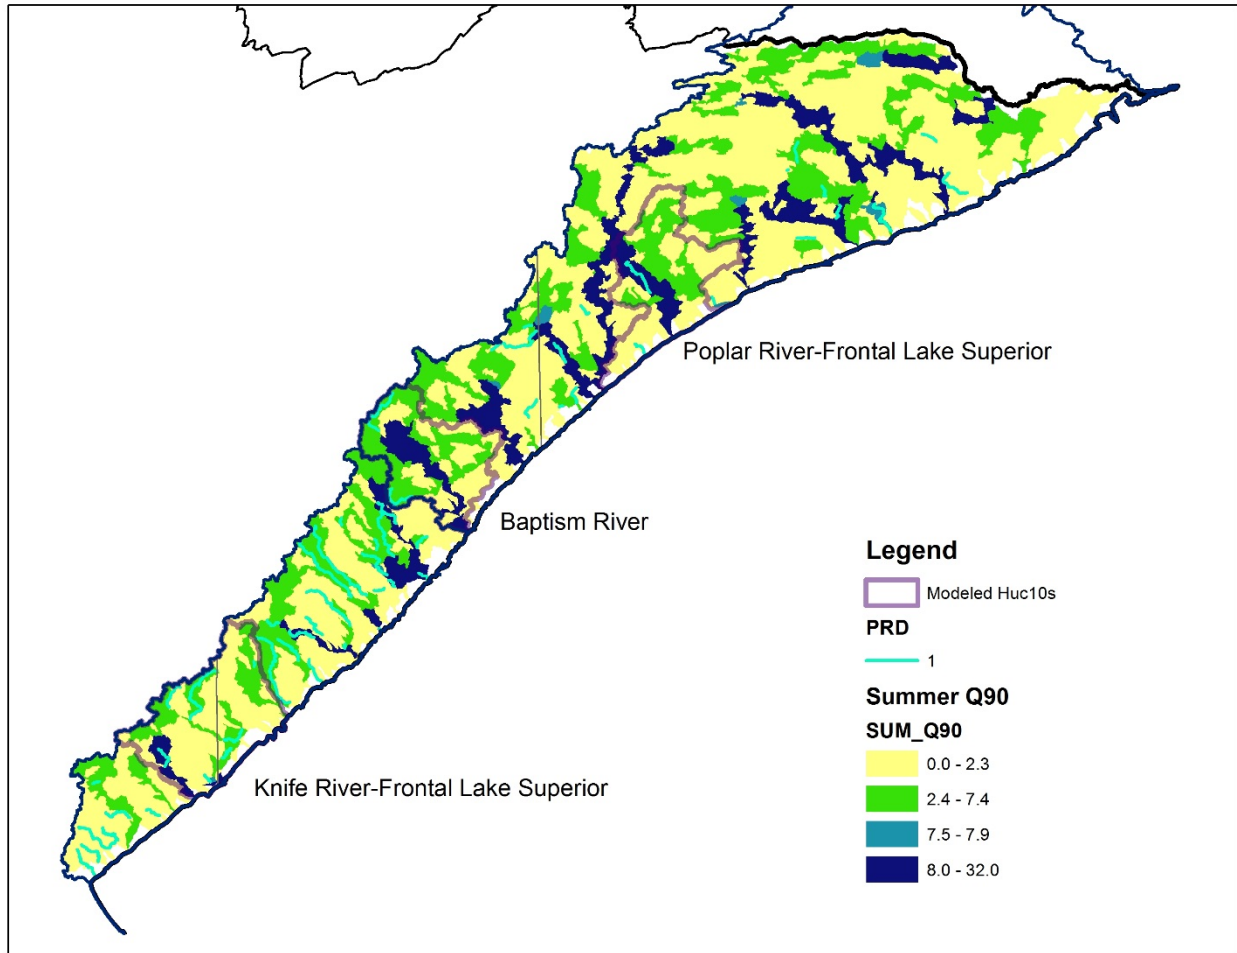 Poplar River-Frontal Lake Superior
Baptism River
Knife River-Frontal Lake Superior
Legend
Modeled Huc10s
PRD
1
Summer Q90
SUM_Q90
0.0 - 2.3
2.4 - 7.4
7.5 - 7.9
8.0 - 32.0